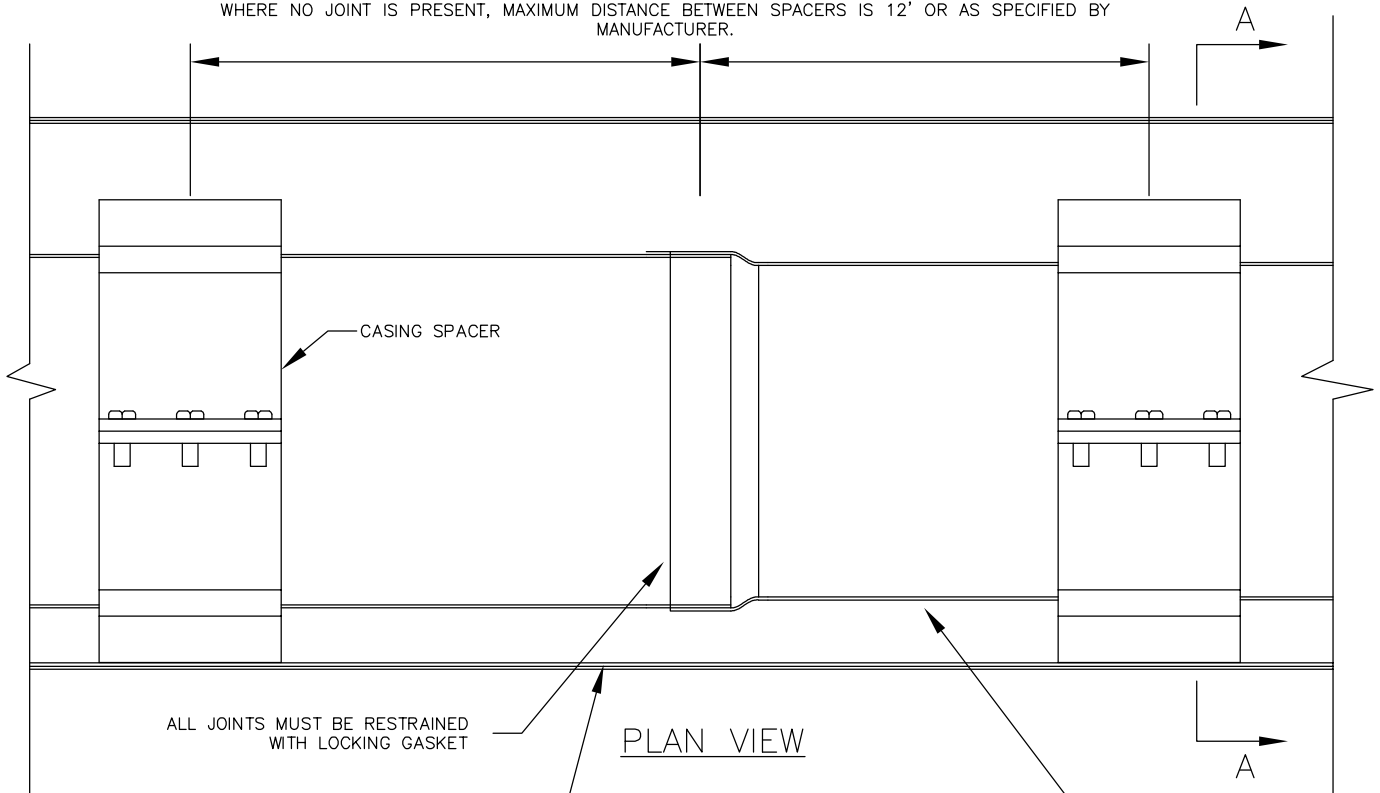 WHERE NO JOINT IS PRESENT, MAXIMUM DISTANCE BETWEEN SPACERS IS 12' OR AS SPECIFIED BY
MANUFACTURER.
A
CASING SPACER
ALL JOINTS MUST BE RESTRAINED
WITH LOCKING GASKET
PLAN VIEW
A